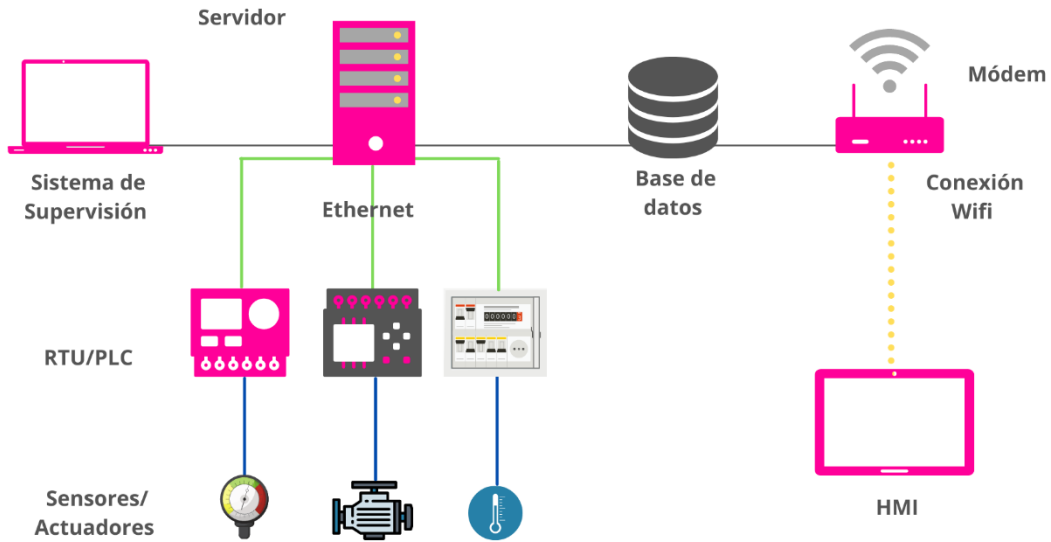 Servidor
Módem
Sistema de
Supervisión
Ethernet
Base de
datos
Conexión
Wifi
RTU/PLC
Sensores/
Actuadores
HMI